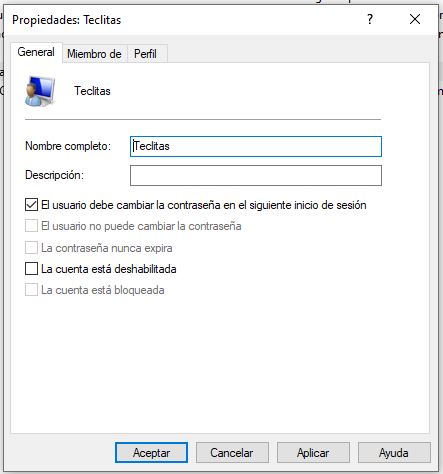 Propiedades: Teclitas
?
General
Miembro de
Perfil
Teclitas
Nombre completo:
Teclitas
Descripción:
El usuario debe cambiar la contraseña en el siguiente inicio de sesión
El usuario no puede cambiar la contraseña
La contraseña nunca expira
La cuenta está deshabilitada
La cuenta está bloqueada
Aceptar
Cancelar
Aplicar
Ayuda